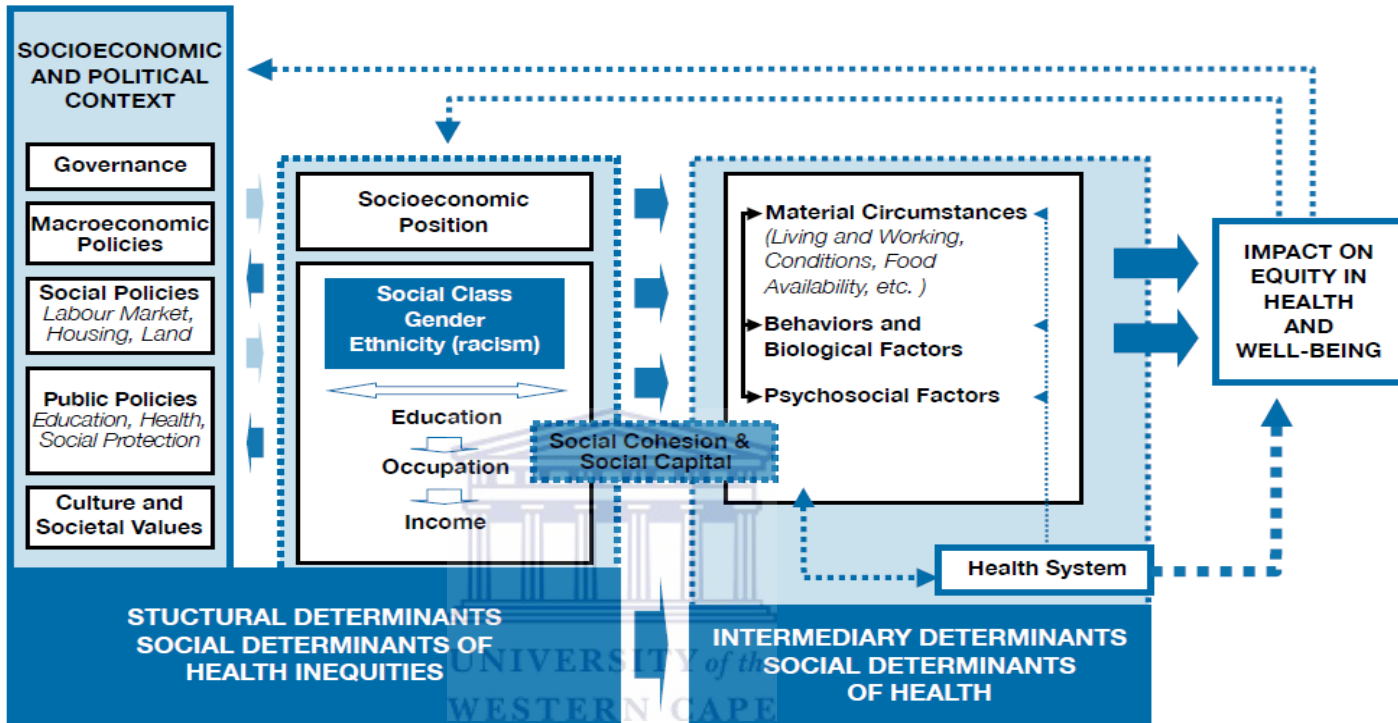 SOCIOECONOMIC
AND POLITICAL
CONTEXT
Governance
Macroeconomic
Policies
Social Policies
Labour Market,
Housing, Land
Public Policies
Education, Health,
Social Protection
Culture and
Societal Values
Socioeconomic
Position
Social Class
Gender
Ethnicity (racism)
Education
Occupation
Income
Social Cohesion &
Social Capital
Material Circumstances
(Living and Working,
Conditions, Food
Availability, etc. )
Behaviors and
Biological Factors
Psychosocial Factors
Health System
IMPACT ON
EQUITY IN
HEALTH
AND
WELL-BEING
STUCTURAL DETERMINANTS
SOCIAL DETERMINANTS OF
HEALTH INEQUITIES
INTERMEDIARY DETERMINANTS
SOCIAL DETERMINANTS
OF HEALTH
UNIVERSITY of the
WESTERN CAPE